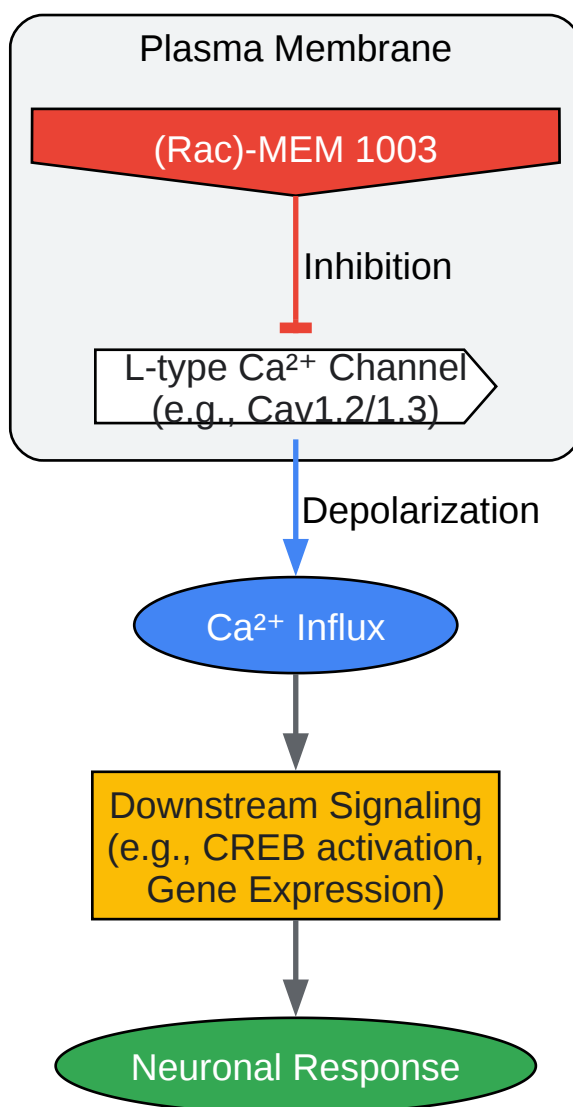 Plasma Membrane
(Rac)-MEM 1003
Inhibition
L-type Ca²⁺ Channel
(e.g., Cav1.2/1.3)
Depolarization
Ca²⁺ Influx
Downstream Signaling
(e.g., CREB activation,
Gene Expression)
Neuronal Response